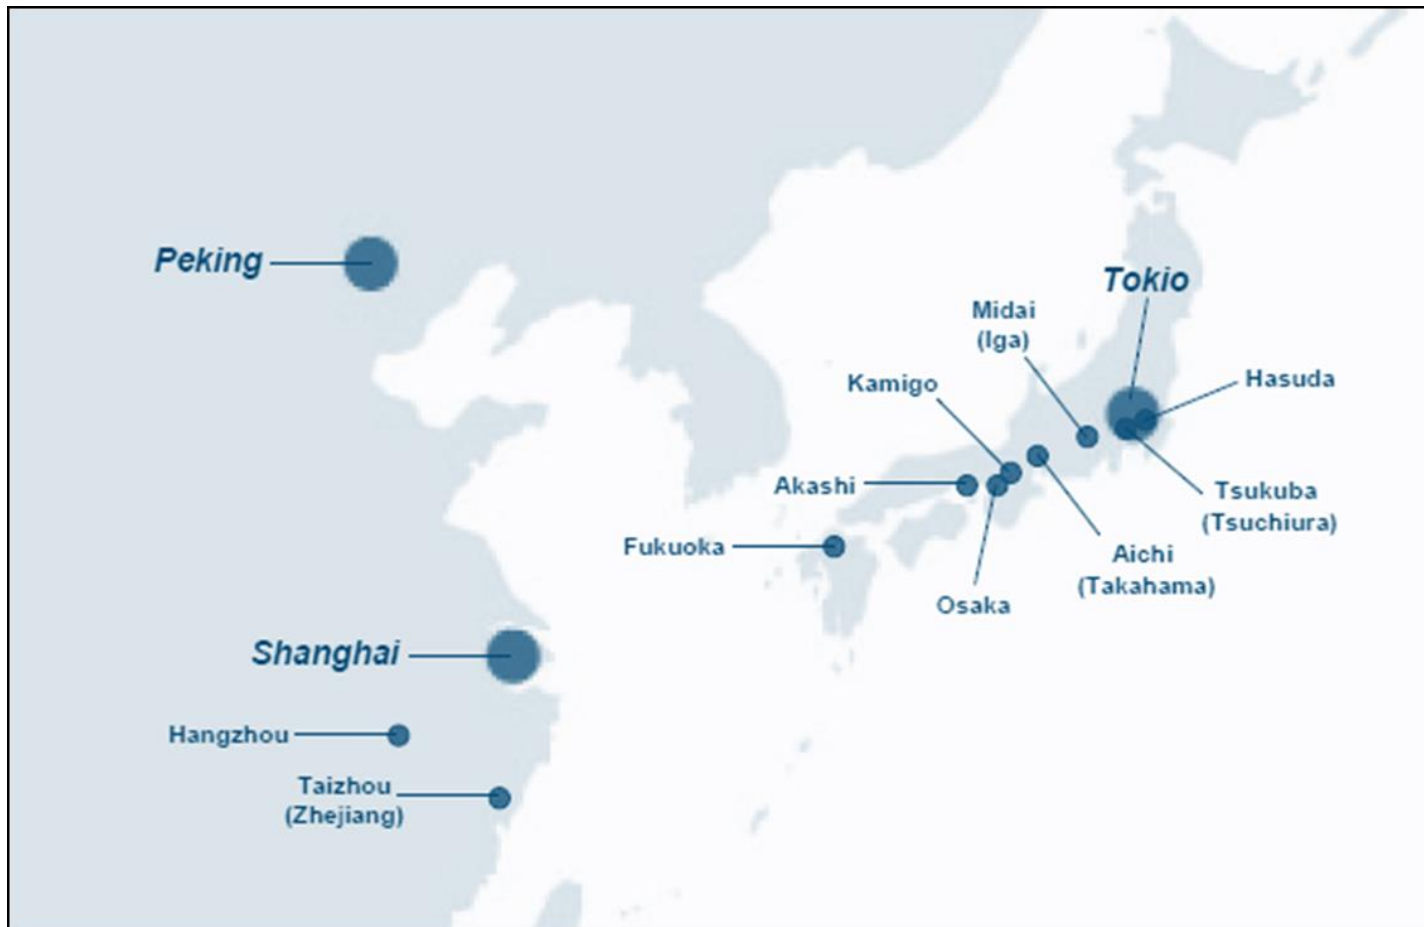 Peking
Tokio
Midai
(Iga)
Kamigo
Hasuda
Akashi
Tsukuba
(Tsuchiura)
Fukuoka
Aichi
(Takahama)
Osaka
Shanghai
Hangzhou
Taizhou
(Zhejiang)